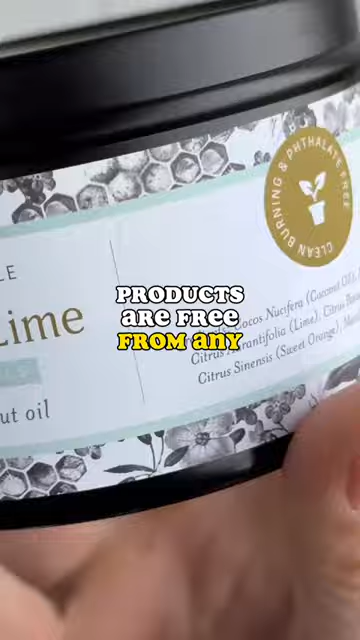 CLEAN BURNING & PHTHALATE FREE
LE
Lime
ut oil
PRODUCTS
ARE FREE
FROM ANY
Cocos Nucifera (Coconut Oil),
Citrus Aurantifolia (Lime), Citrus
Citrus Sinensis (Sweet Orange),